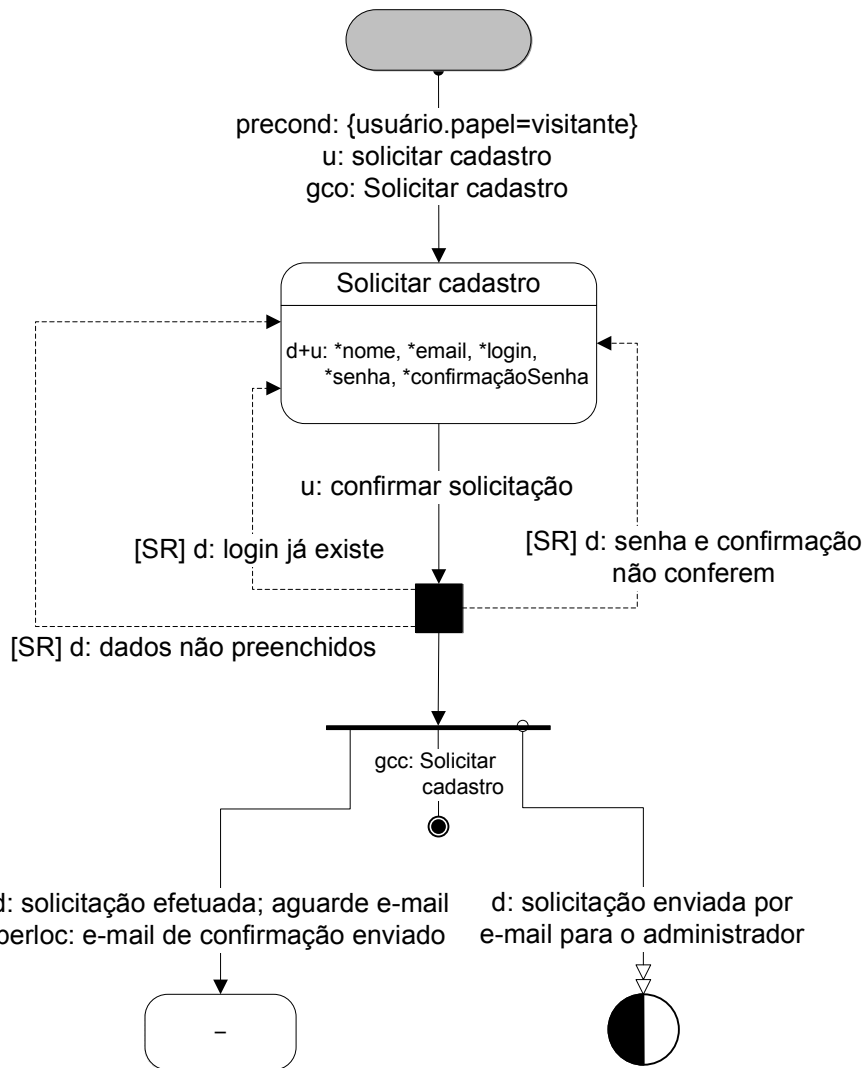 precond: {usuário.papel=visitante}
u: solicitar cadastro
gco: Solicitar cadastro
Solicitar cadastro
d+u: *nome, *email, *login,
*senha, *confirmaçãoSenha
u: confirmar solicitação
[SR] d: login já existe
[SR] d: senha e confirmação
não conferem
[SR] d: dados não preenchidos
gcc: Solicitar
cadastro
d: solicitação efetuada; aguarde e-mail
perloc: e-mail de confirmação enviado
d: solicitação enviada por
e-mail para o administrador
–